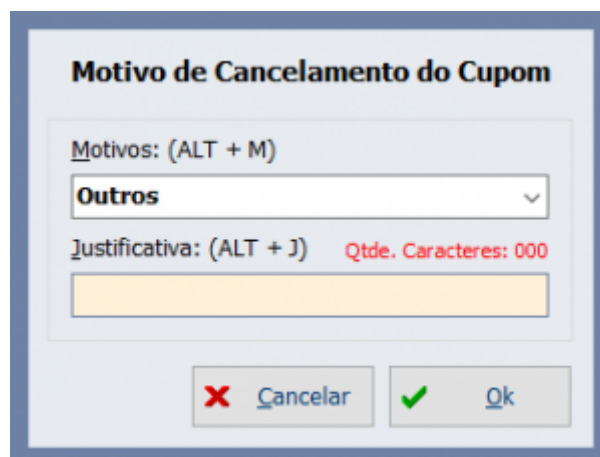 Motivo de Cancelamento do Cupom
Motivos: (ALT + M)
Outros
Justificativa: (ALT + J) Qtde. Caracteres: 000
Cancelar Ok